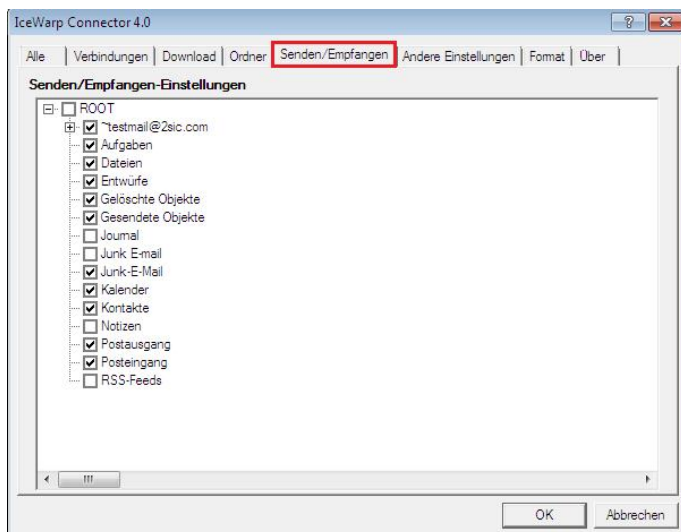 IceWarp Connector 4.0
Alle Verbindungen Download Ordner Senden/Empfangen Andere Einstellungen Format Über
Senden/Empfangen-Einstellungen
ROOT
~testmail@2sic.com
Aufgaben
Dateien
Entwürfe
Gelöschte Objekte
Gesendete Objekte
Journal
Junk E-mail
Junk-E-Mail
Kalender
Kontakte
Notizen
Postausgang
Posteingang
RSS-Feeds
OK Abbrechen